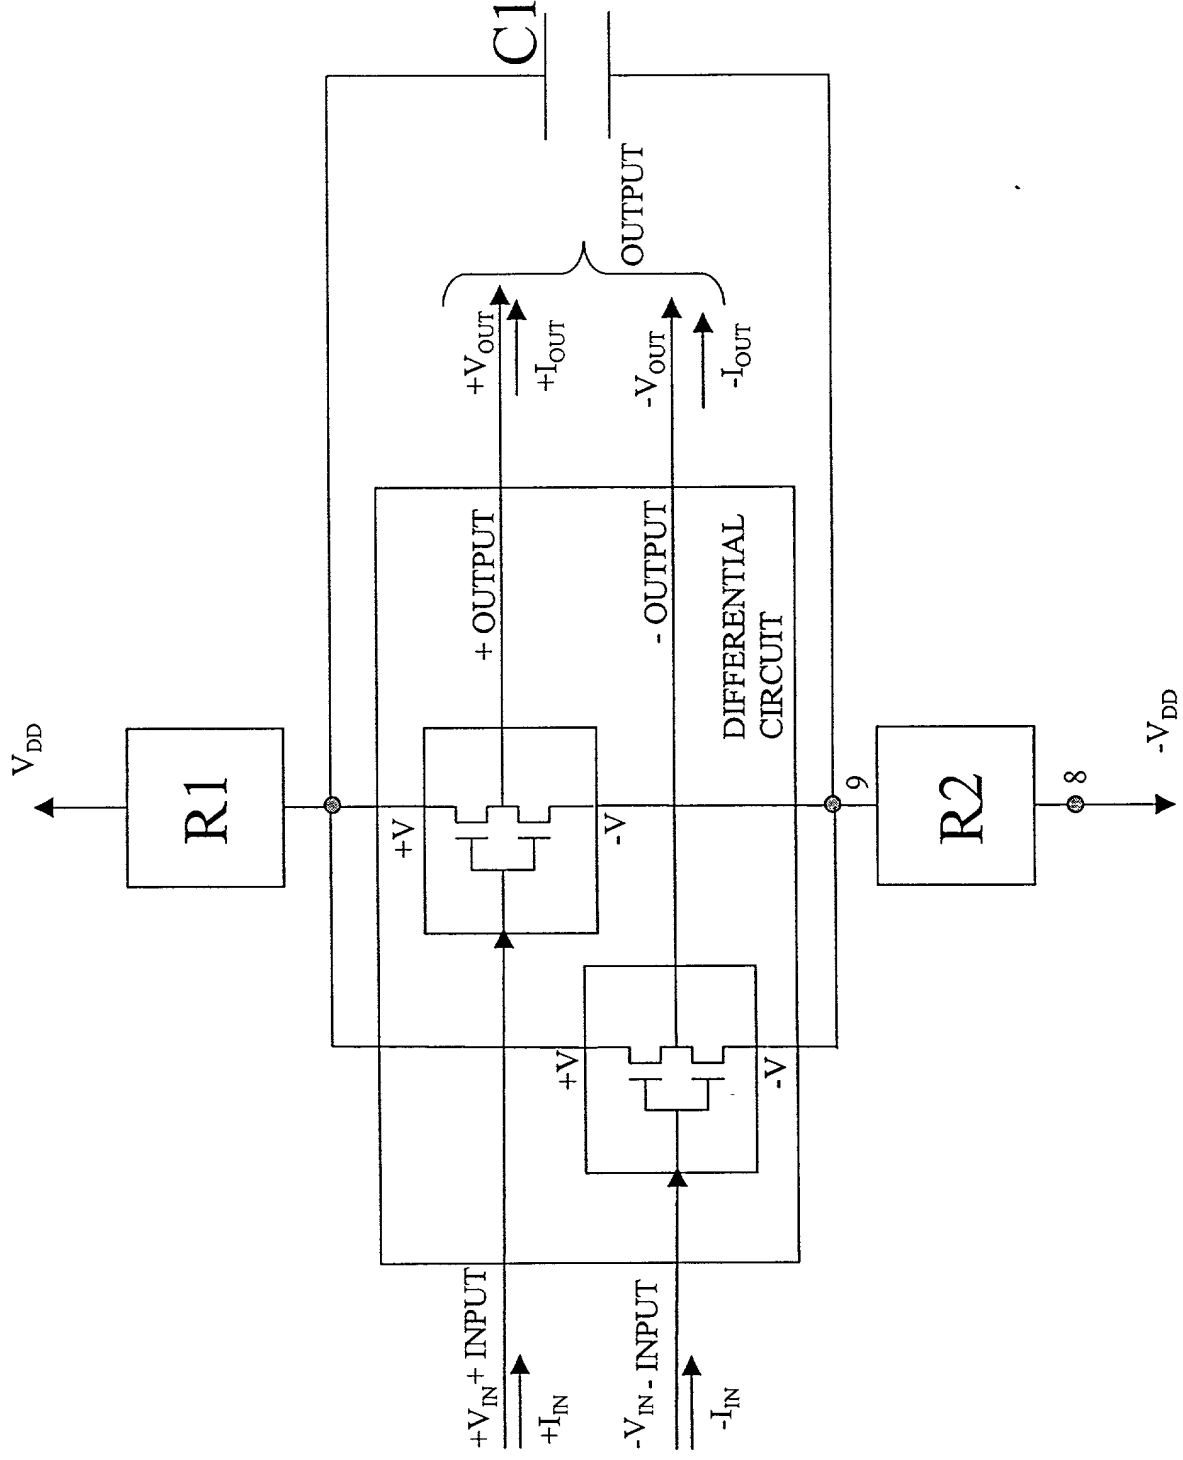 C1
OUTPUT
+V_OUT
+I_OUT
-V_OUT
-I_OUT
+ OUTPUT
- OUTPUT
DIFFERENTIAL
CIRCUIT
V_DD
R1
+V
-V
9
R2
8
-V_DD
+V
-V
+V_IN + INPUT
+I_IN
-V_IN - INPUT
-I_IN